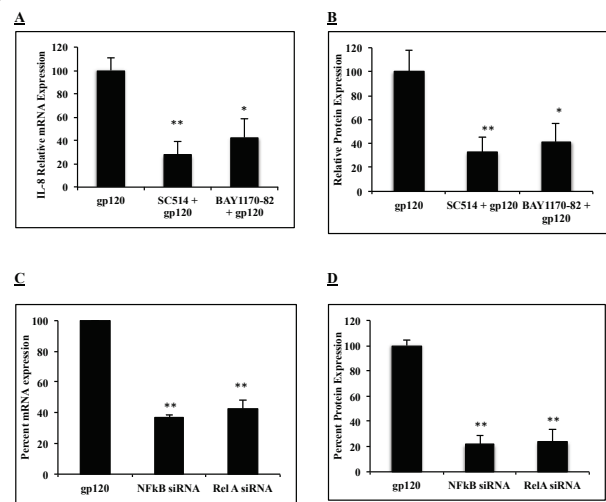 A
IL-8 Relative mRNA Expression
120
100
80
60
40
20
0
**
*
gp120
SC514 +
gp120
BAY1170-82
+ gp120
B
Relative Protein Expression
120
100
80
60
40
20
0
**
*
gp120
SC514 + gp120
BAY1170-82 +
gp120
C
Percent mRNA expression
100
80
60
40
20
0
**
**
gp120
NFkB siRNA
Rel A siRNA
D
Percent Protein Expression
120
100
80
60
40
20
0
**
**
gp120
NFkB siRNA
RelA siRNA